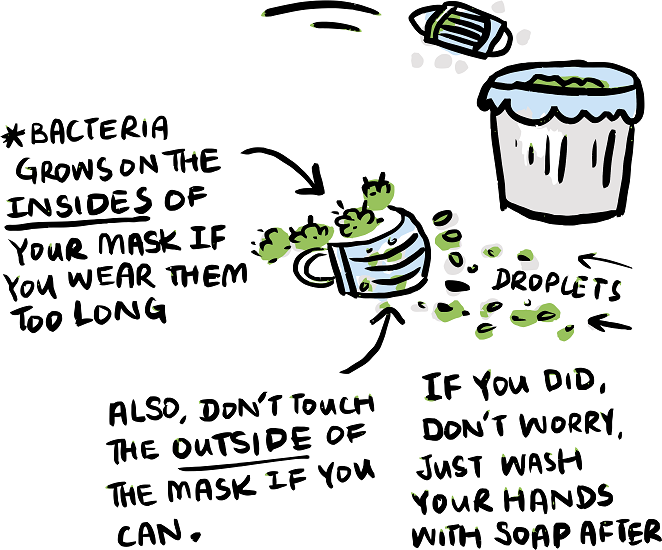 *BACTERIA
GROWS ON THE
INSIDES OF
YOUR MASK IF
YOU WEAR THEM
TOO LONG
DROPLETS
ALSO, DON'T TOUCH
THE OUTSIDE OF
THE MASK IF YOU
CAN.
IF YOU DID,
DON'T WORRY,
JUST WASH
YOUR HANDS
WITH SOAP AFTER